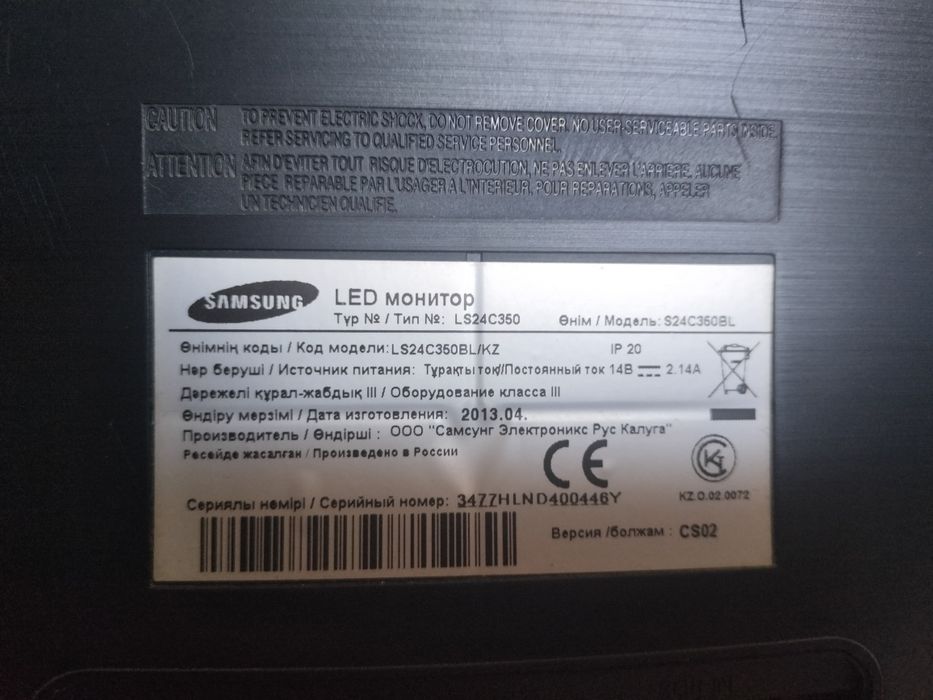 CAUTION TO PREVENT ELECTRIC SHOCK, DO NOT REMOVE COVER. NO USER-SERVICEABLE PARTS INSIDE.
REFER SERVICING TO QUALIFIED SERVICE PERSONNEL.
ATTENTION AFIN D'EVITER TOUT RISQUE D'ELECTROCUTION, NE PAS ENLEVER L'ARRIERE. AUCUNE
PIECE REPARABLE PAR L'USAGER A L'INTERIEUR. POUR REPARATIONS, APPELER
UN TECHNICIEN QUALIFIE.
SAMSUNG LED монитор
Түр № / Тип №: LS24C350 Өнім / Модель: S24C350BL
Өнімнің коды / Код модели: LS24C350BL/KZ IP 20
Нәр беруші / Источник питания: Тұрақты ток/Постоянный ток 14В 2.14A
Дәрежелі құрал-жабдық III / Оборудование класса III
Өндіру мерзімі / Дата изготовления: 2013.04.
Производитель / Өндірші : ООО "Самсунг Электроникс Рус Калуга"
Ресейде жасалған / Произведено в России
CE
KZ.O.02.0072
Сериялы нөмірі / Серийный номер: 3477HLND400446Y
Версия /болжам : CS02